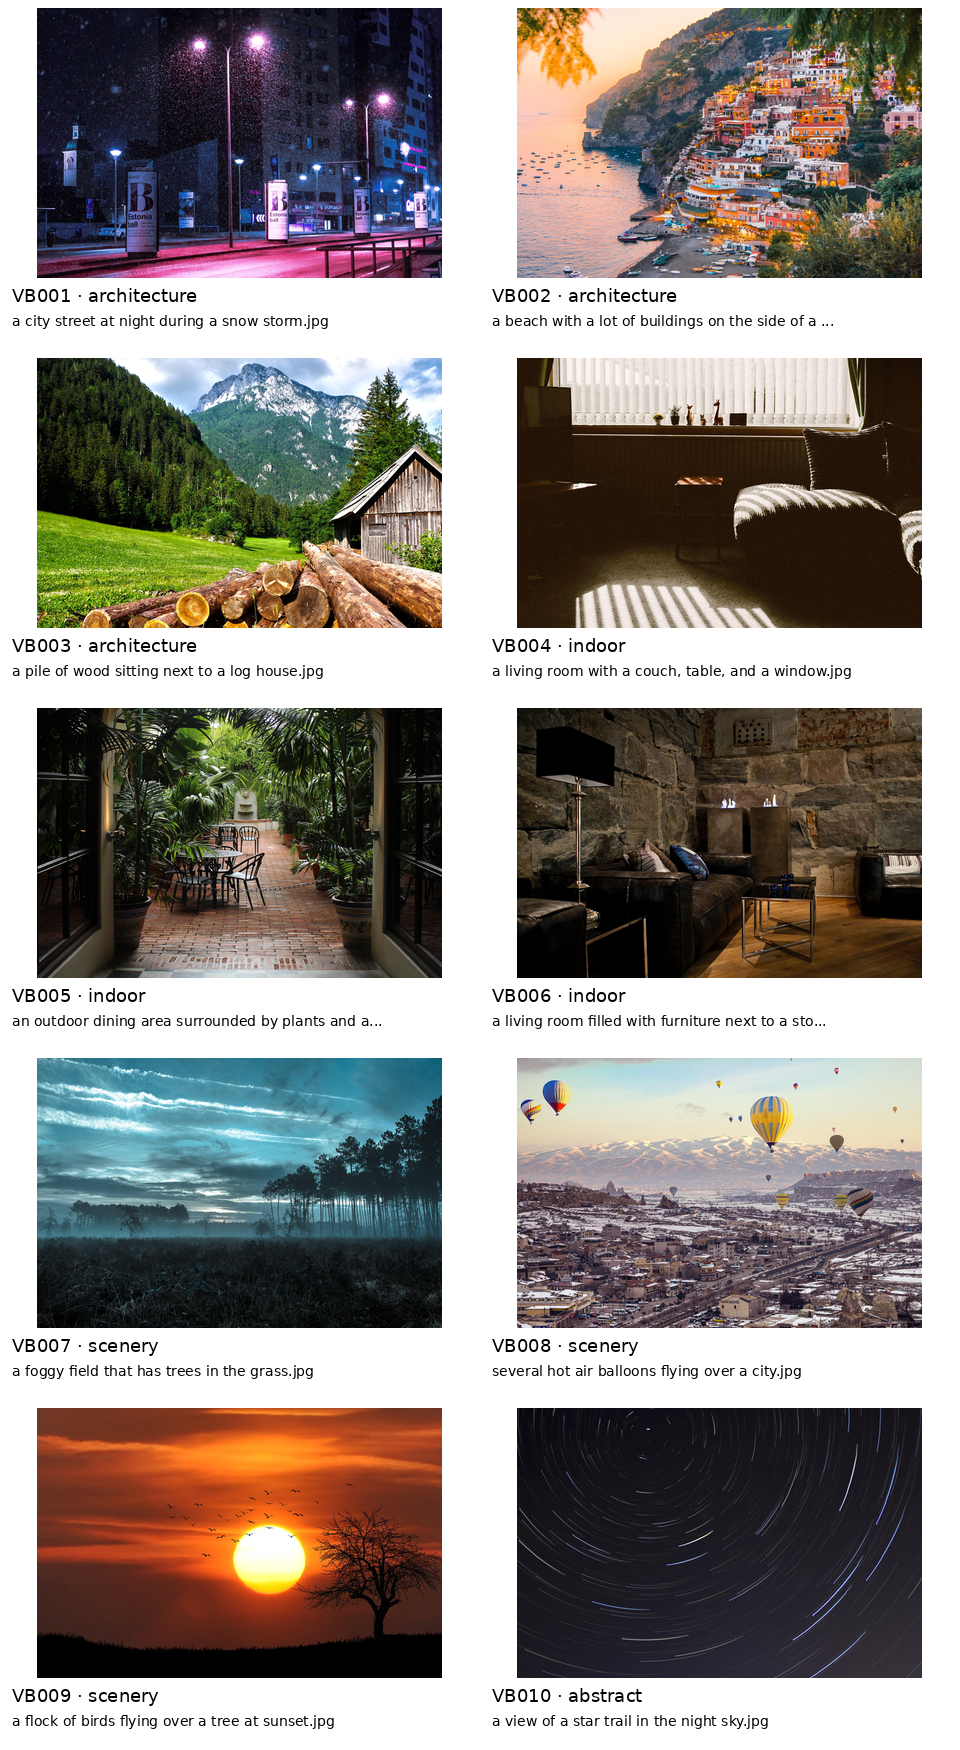 B
Estonia
ball
B
Estonia
ball
VB001 · architecture
a city street at night during a snow storm.jpg
VB002 · architecture
a beach with a lot of buildings on the side of a ...
VB003 · architecture
a pile of wood sitting next to a log house.jpg
VB004 · indoor
a living room with a couch, table, and a window.jpg
VB005 · indoor
an outdoor dining area surrounded by plants and a...
VB006 · indoor
a living room filled with furniture next to a sto...
VB007 · scenery
a foggy field that has trees in the grass.jpg
VB008 · scenery
several hot air balloons flying over a city.jpg
VB009 · scenery
a flock of birds flying over a tree at sunset.jpg
VB010 · abstract
a view of a star trail in the night sky.jpg